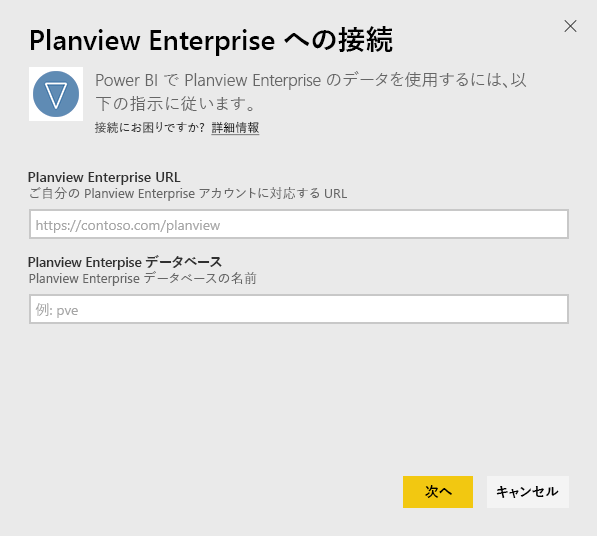 Planview Enterprise への接続
Power BI で Planview Enterprise のデータを使用するには、以
下の指示に従います。
接続にお困りですか? 詳細情報
Planview Enterprise URL
ご自分の Planview Enterprise アカウントに対応する URL
https://contoso.com/planview
Planview Enterpise データベース
Planview Enterprise データベースの名前
例: pve
次へ キャンセル